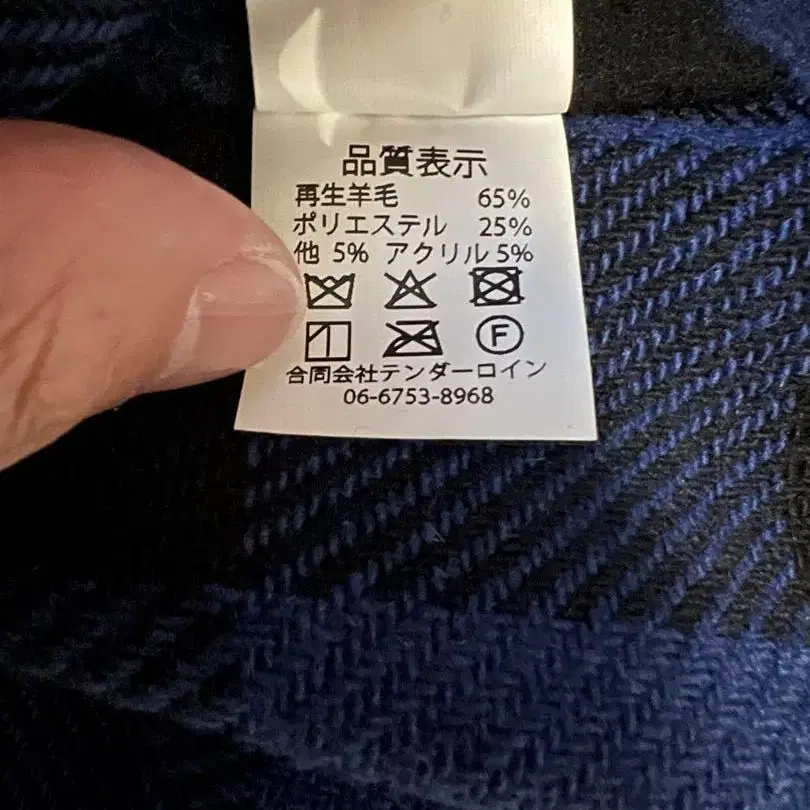 品質表示
再生羊毛 65%
ポリエステル 25%
他 5% アクリル 5%
F
合同会社テンダーロイン
06-6753-8968